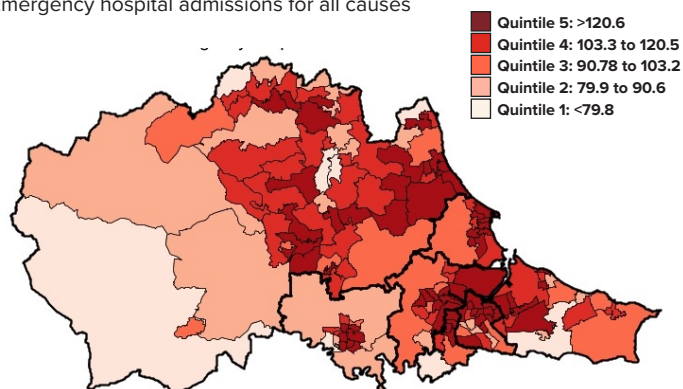 mergency hospital admissions for all causes
Quintile 5: >120.6
Quintile 4: 103.3 to 120.5
Quintile 3: 90.78 to 103.2
Quintile 2: 79.9 to 90.6
Quintile 1: <79.8